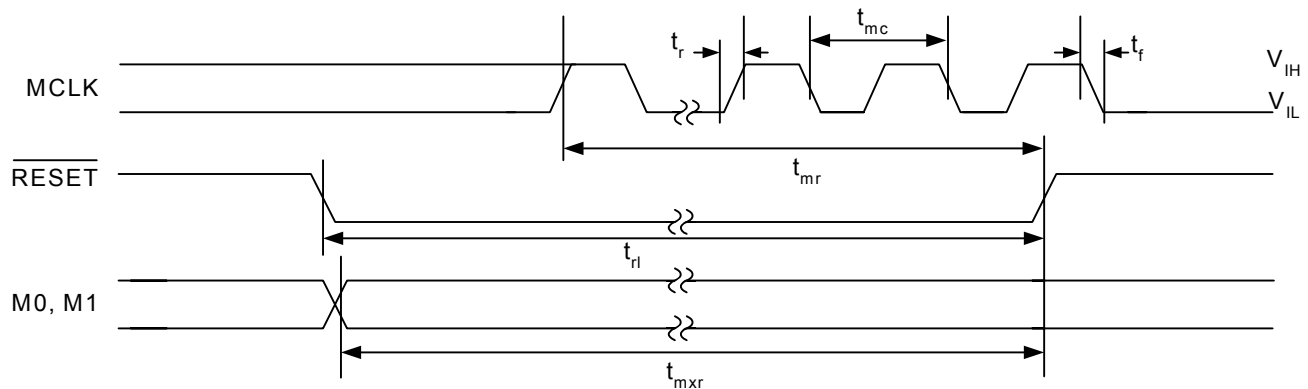 t_mc
t_r
t_f
V_IH
MCLK
V_IL
t_mr
RESET
t_rl
M0, M1
t_mxr